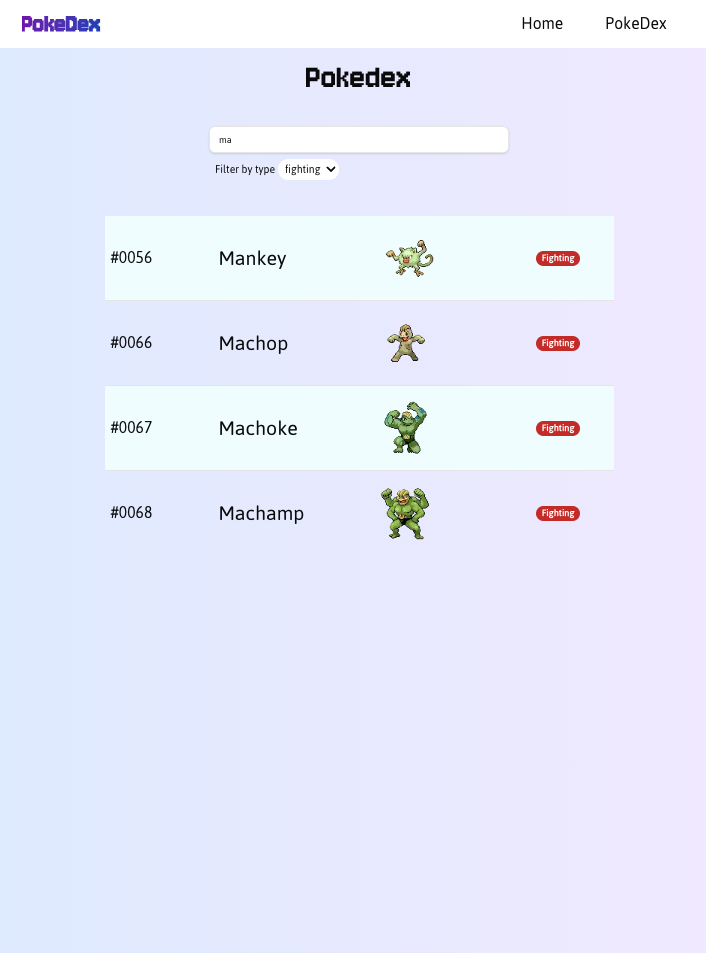 PokeDex Home PokeDex
Pokedex
ma
Filter by type fighting
#0056 Mankey Fighting
#0066 Machop Fighting
#0067 Machoke Fighting
#0068 Machamp Fighting